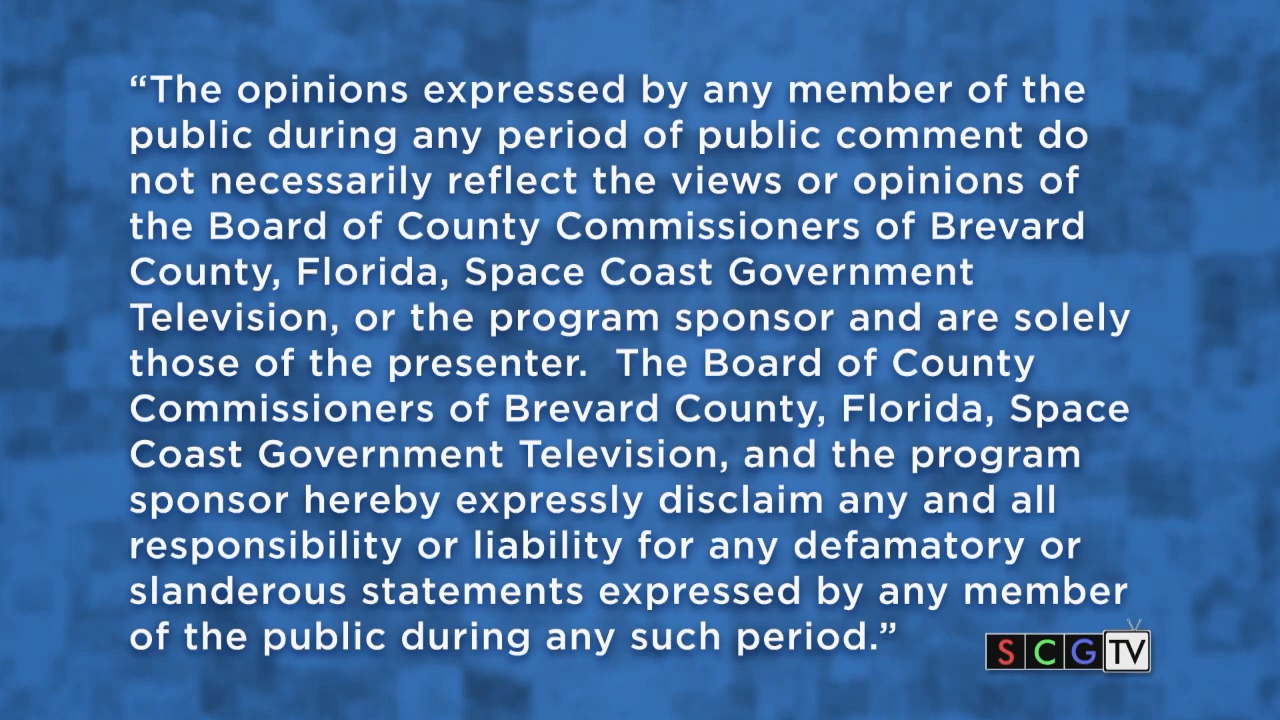 “The opinions expressed by any member of the
public during any period of public comment do
not necessarily reflect the views or opinions of
the Board of County Commissioners of Brevard
County, Florida, Space Coast Government
Television, or the program sponsor and are solely
those of the presenter.  The Board of County
Commissioners of Brevard County, Florida, Space
Coast Government Television, and the program
sponsor hereby expressly disclaim any and all
responsibility or liability for any defamatory or
slanderous statements expressed by any member
of the public during any such period.”
SCGTV